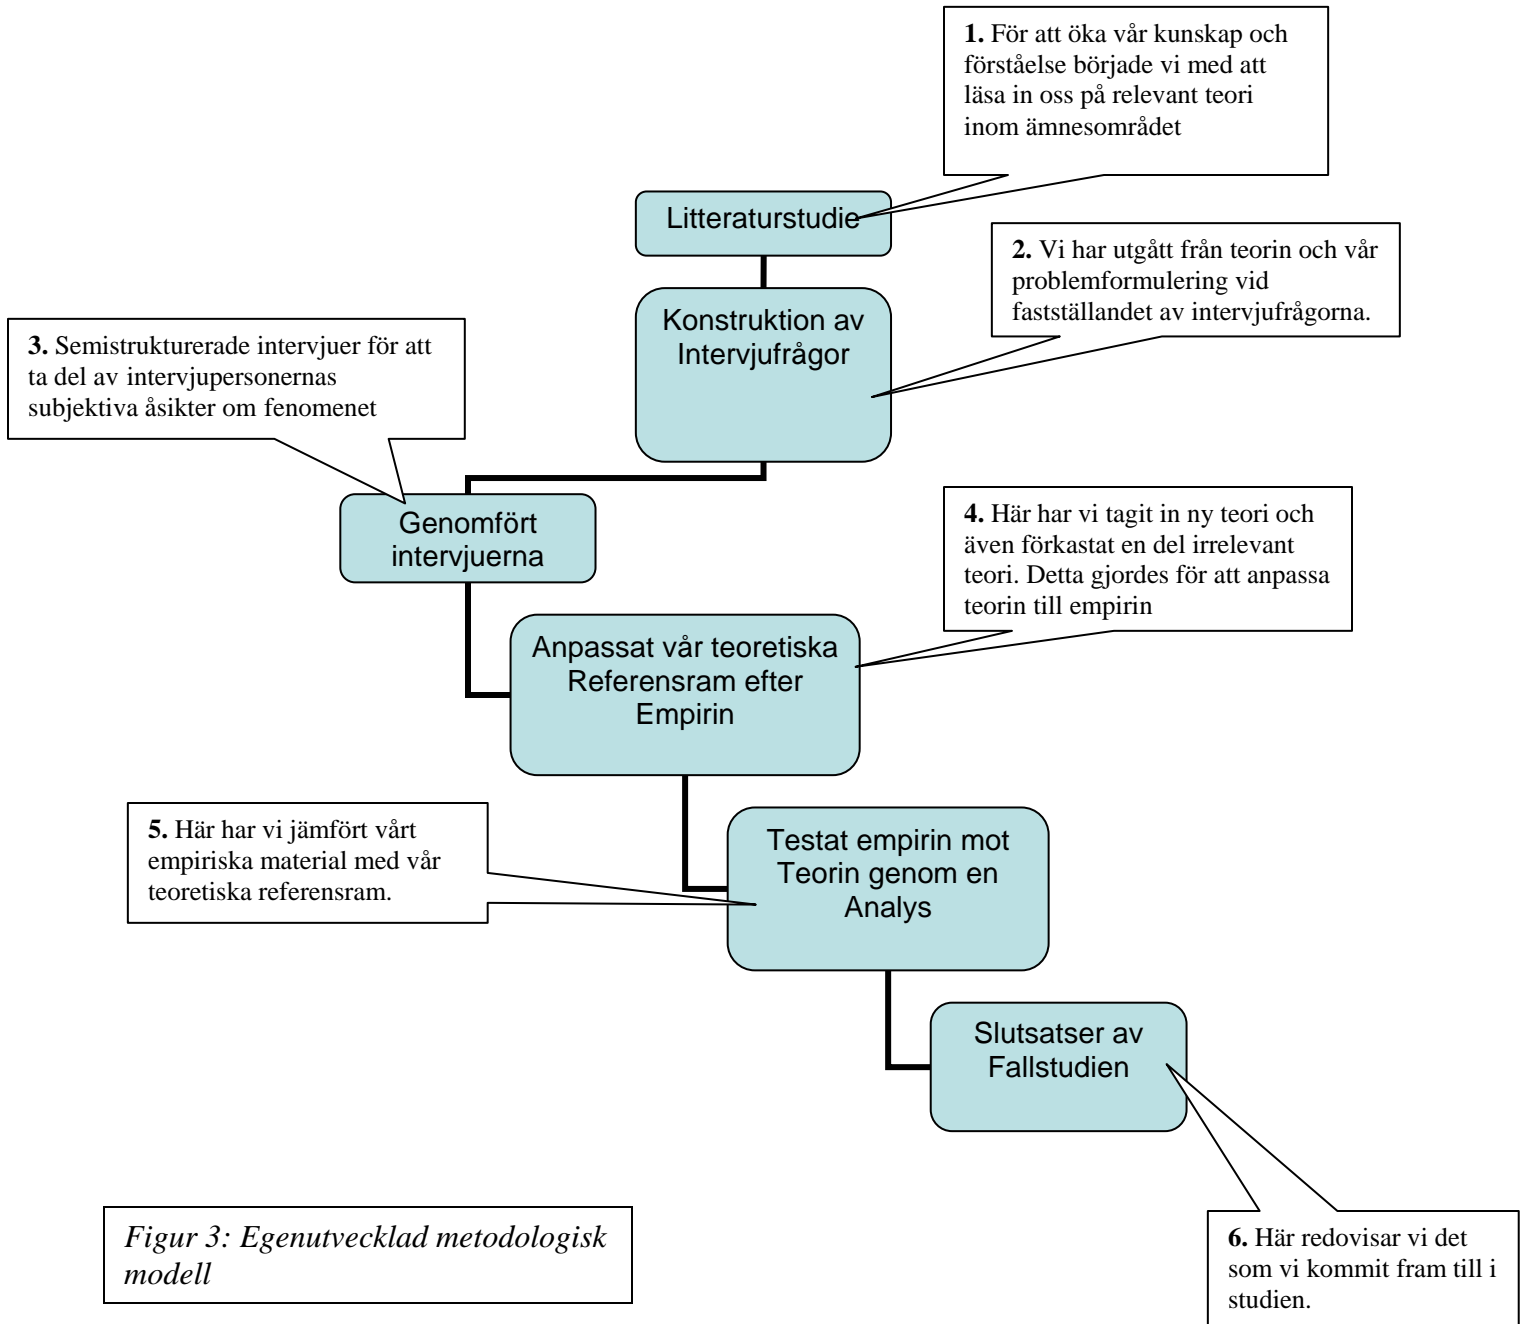 1. För att öka vår kunskap och
förståelse började vi med att
läsa in oss på relevant teori
inom ämnesområdet
Litteraturstudie
2. Vi har utgått från teorin och vår
problemformulering vid
fastställandet av intervjufrågorna.
Konstruktion av
Intervjufrågor
3. Semistrukturerade intervjuer för att
ta del av intervjupersonernas
subjektiva åsikter om fenomenet
Genomfört
intervjuerna
4. Här har vi tagit in ny teori och
även förkastat en del irrelevant
teori. Detta gjordes för att anpassa
teorin till empirin
Anpassat vår teoretiska
Referensram efter
Empirin
5. Här har vi jämfört vårt
empiriska material med vår
teoretiska referensram.
Testat empirin mot
Teorin genom en
Analys
Slutsatser av
Fallstudien
6. Här redovisar vi det
som vi kommit fram till i
studien.
Figur 3: Egenutvecklad metodologisk
modell